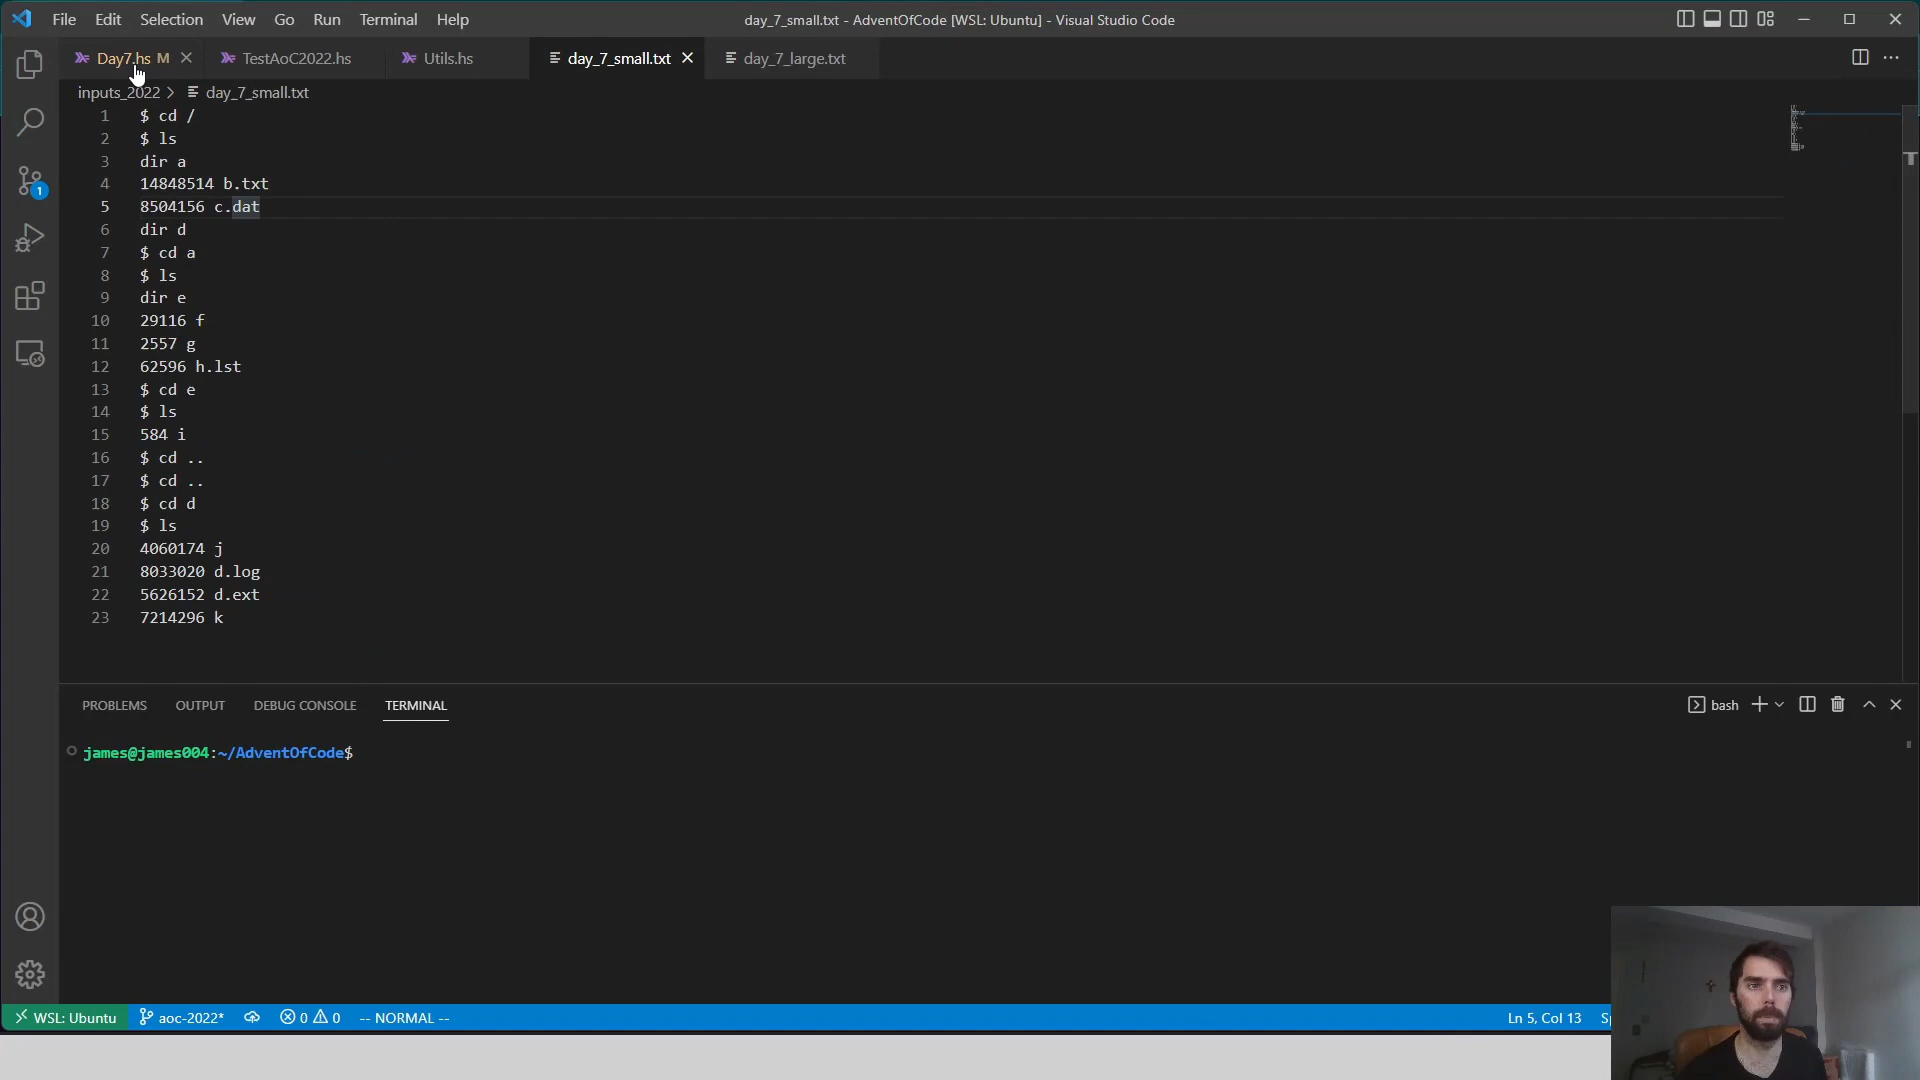 File Edit Selection View Go Run Terminal Help
day_7_small.txt - AdventOfCode [WSL: Ubuntu] - Visual Studio Code
Day7.hs M
TestAoC2022.hs
Utils.hs
day_7_small.txt
day_7_large.txt
inputs_2022 > day_7_small.txt
1 $ cd /
2 $ ls
3 dir a
4 14848514 b.txt
5 8504156 c.dat
6 dir d
7 $ cd a
8 $ ls
9 dir e
10 29116 f
11 2557 g
12 62596 h.lst
13 $ cd e
14 $ ls
15 584 i
16 $ cd ..
17 $ cd ..
18 $ cd d
19 $ ls
20 4060174 j
21 8033020 d.log
22 5626152 d.ext
23 7214296 k
1
PROBLEMS OUTPUT DEBUG CONSOLE TERMINAL
bash
james@james004:~/AdventOfCode$
WSL: Ubuntu aoc-2022* 0 0 -- NORMAL --
Ln 5, Col 13